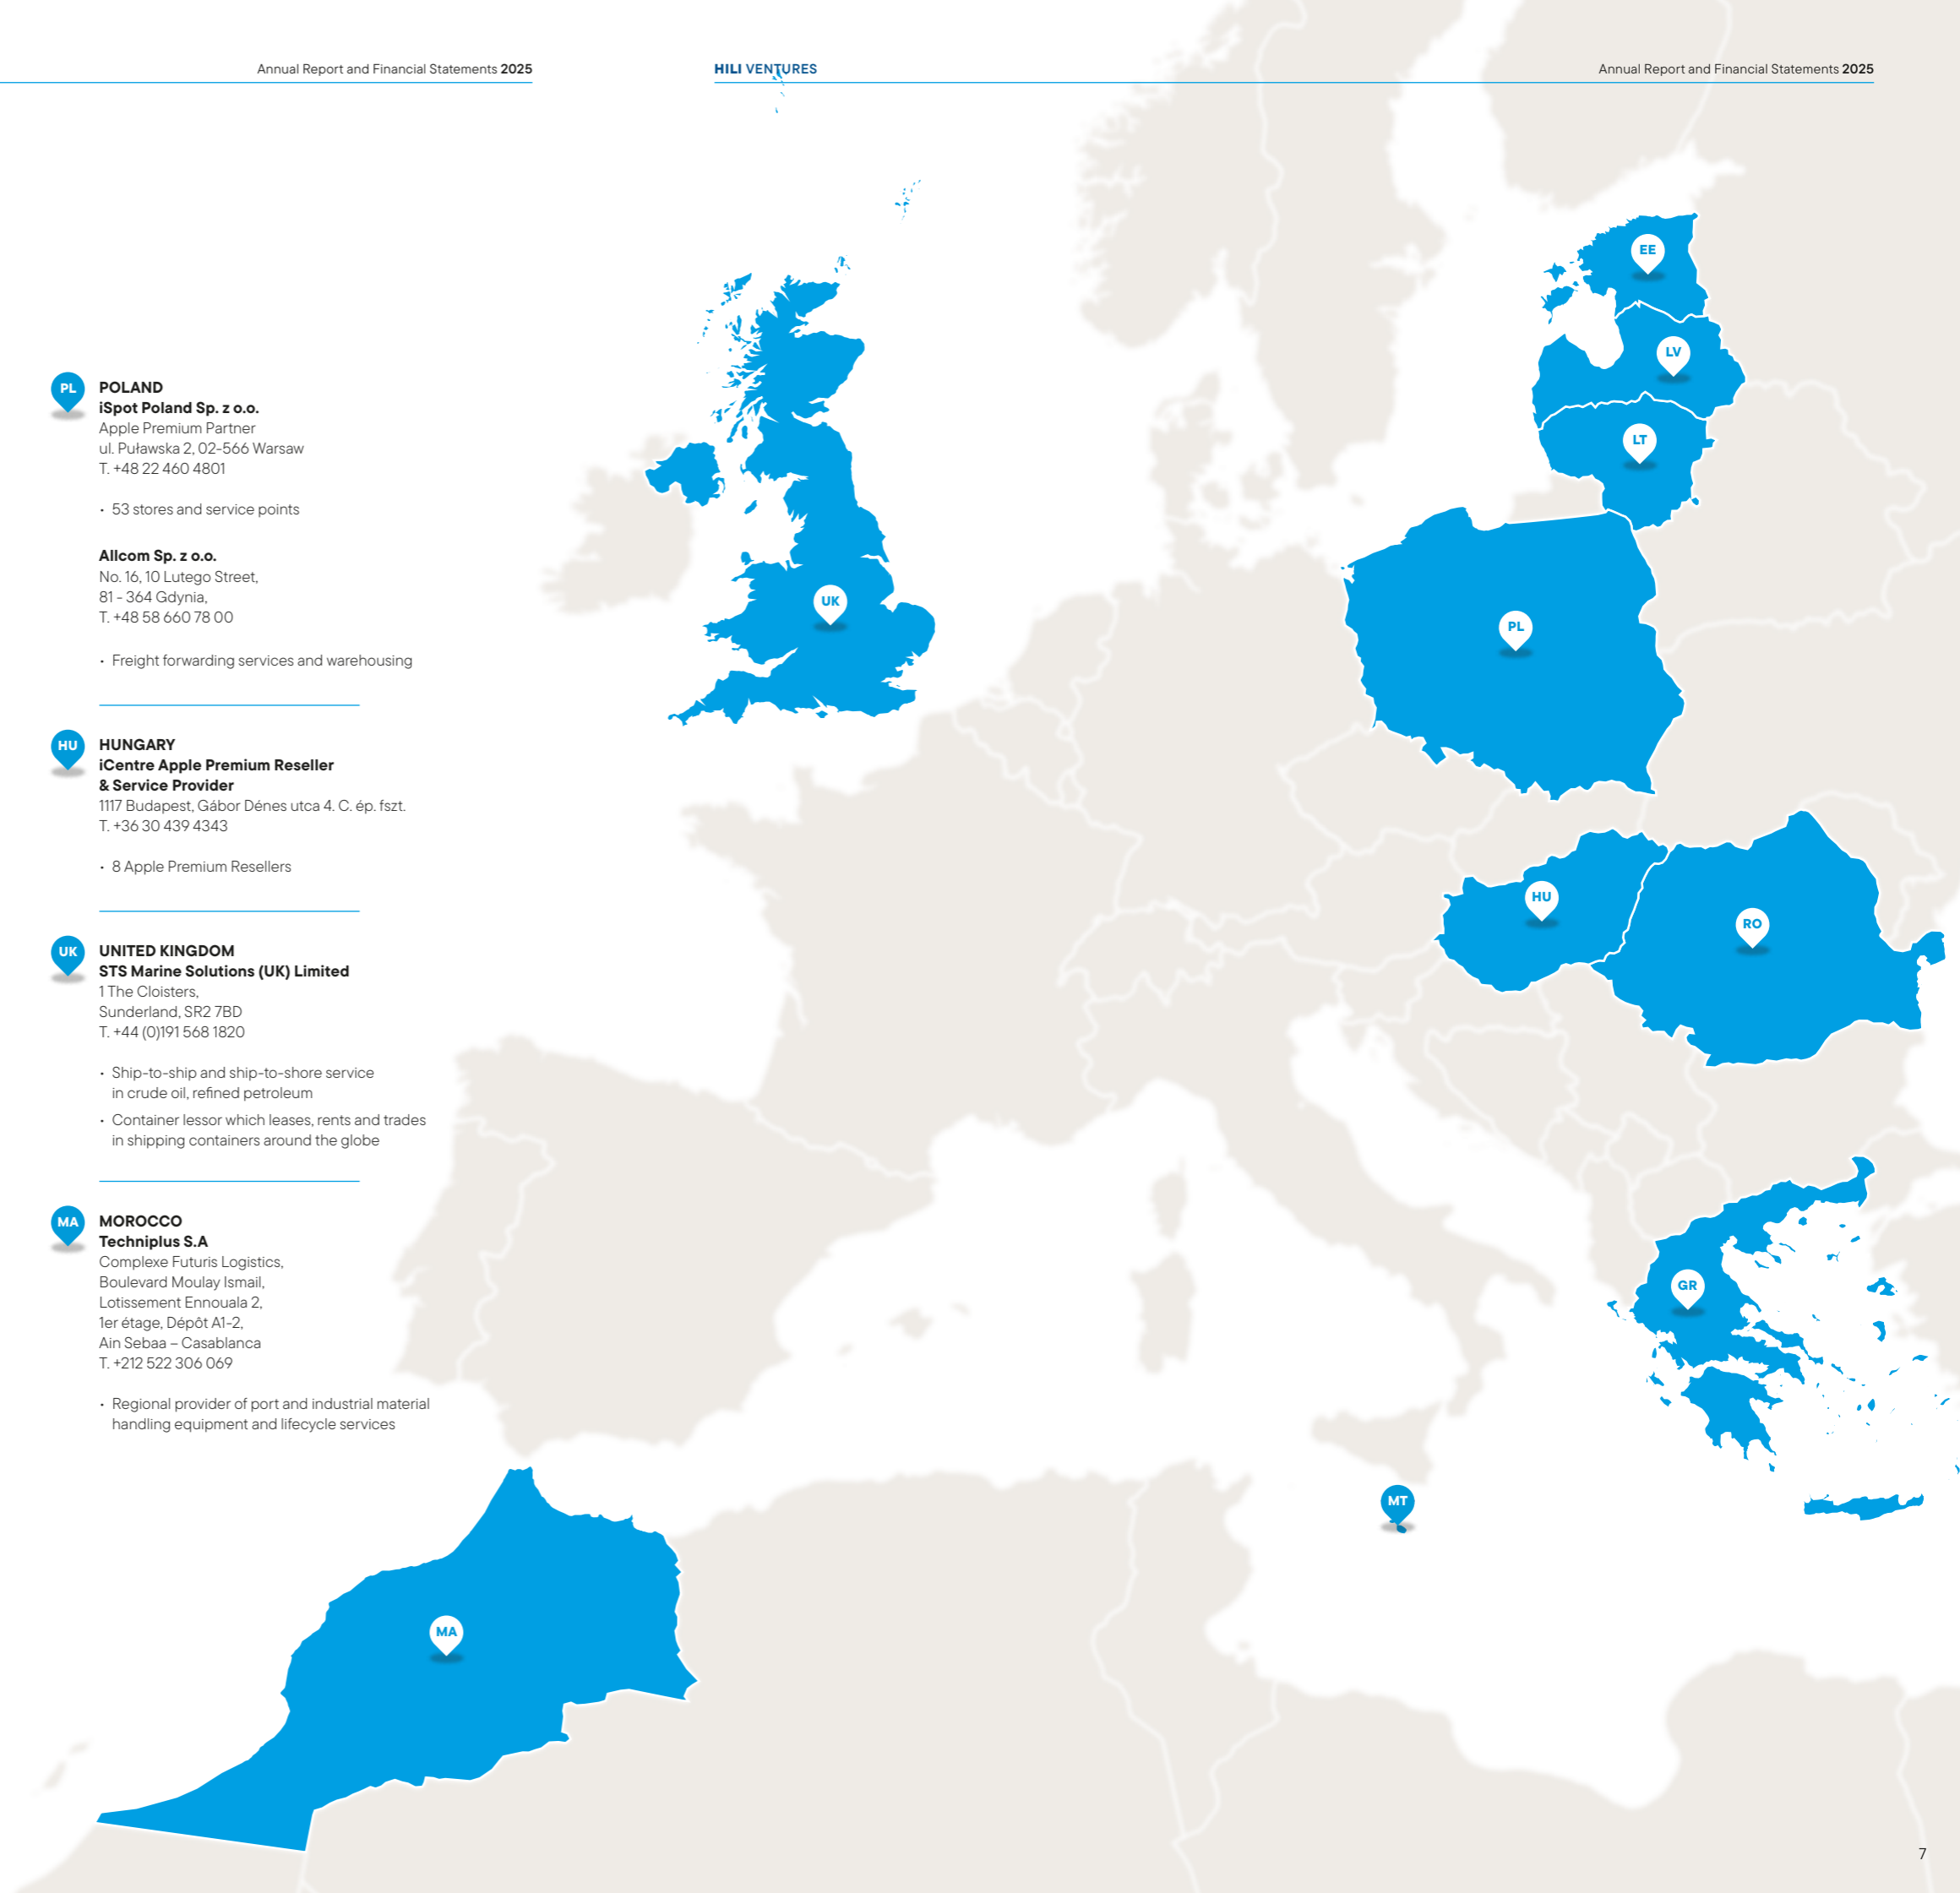 Annual Report and Financial Statements 2025
HILI VENTURES
Annual Report and Financial Statements 2025
PL
POLAND
iSpot Poland Sp. z o.o.
Apple Premium Partner
ul. Puławska 2, 02-566 Warsaw
T. +48 22 460 4801
• 53 stores and service points
Allcom Sp. z o.o.
No. 16, 10 Lutego Street,
81 - 364 Gdynia,
T. +48 58 660 78 00
• Freight forwarding services and warehousing
HU
HUNGARY
iCentre Apple Premium Reseller
& Service Provider
1117 Budapest, Gábor Dénes utca 4. C. ép. fszt.
T. +36 30 439 4343
• 8 Apple Premium Resellers
UK
UNITED KINGDOM
STS Marine Solutions (UK) Limited
1 The Cloisters,
Sunderland, SR2 7BD
T. +44 (0)191 568 1820
• Ship-to-ship and ship-to-shore service
in crude oil, refined petroleum
• Container lessor which leases, rents and trades
in shipping containers around the globe
MA
MOROCCO
Techniplus S.A
Complexe Futuris Logistics,
Boulevard Moulay Ismail,
Lotissement Ennouala 2,
1er étage, Dépôt A1-2,
Ain Sebaa – Casablanca
T. +212 522 306 069
• Regional provider of port and industrial material
handling equipment and lifecycle services
EE
LV
LT
UK
PL
HU
RO
GR
MT
MA
7